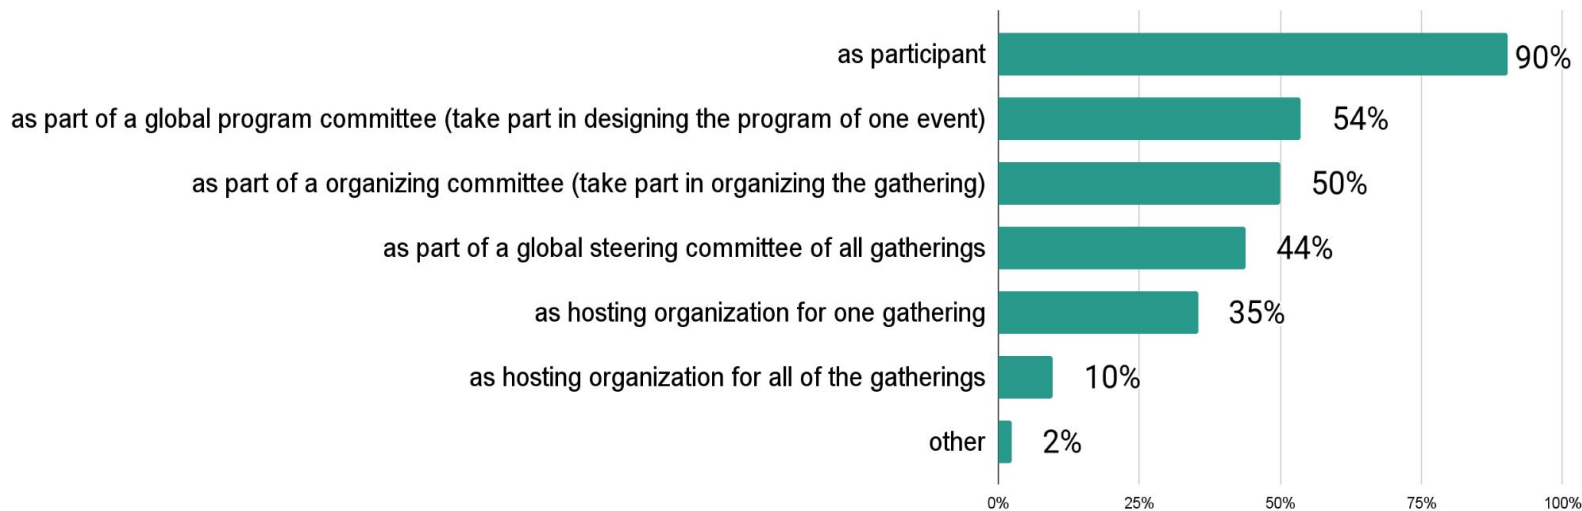 as participant 90%
as part of a global program committee (take part in designing the program of one event) 54%
as part of a organizing committee (take part in organizing the gathering) 50%
as part of a global steering committee of all gatherings 44%
as hosting organization for one gathering 35%
as hosting organization for all of the gatherings 10%
other 2%
0% 25% 50% 75% 100%